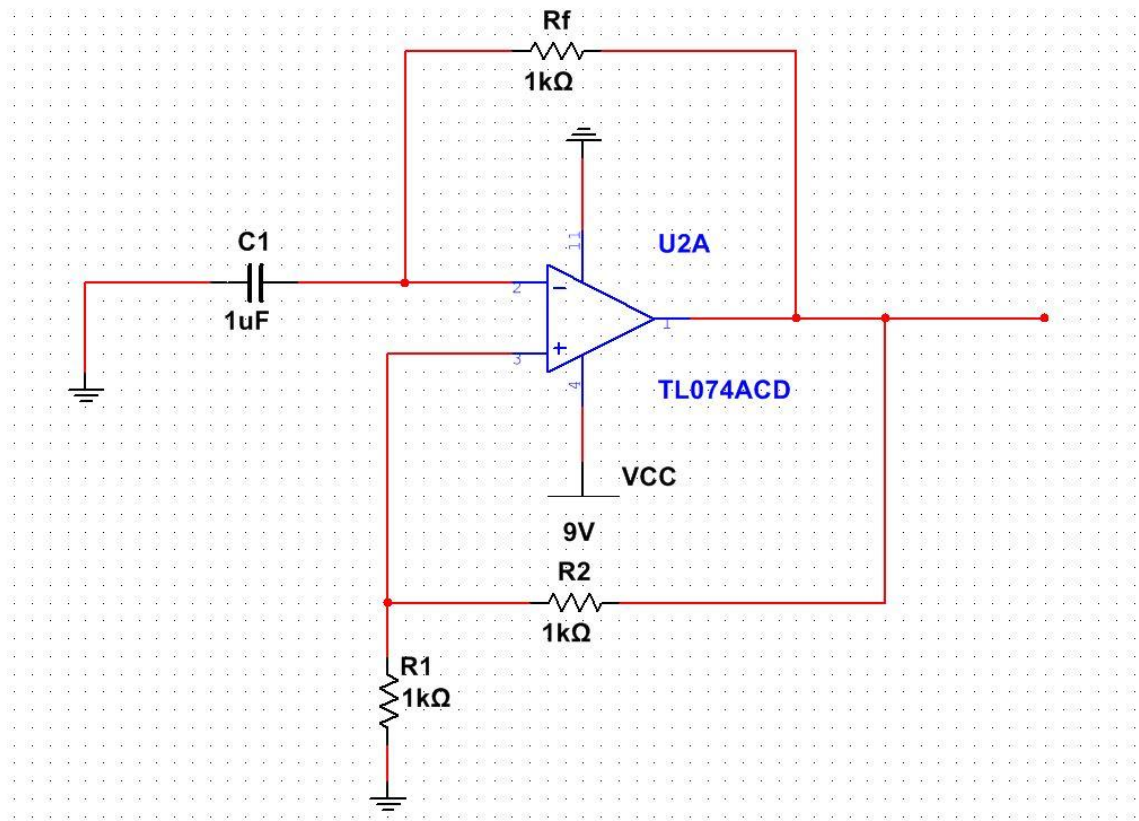 Rf
1kΩ
11
U2A
C1
1uF
2
−
1
+
3
4
TL074ACD
VCC
9V
R2
1kΩ
R1
1kΩ